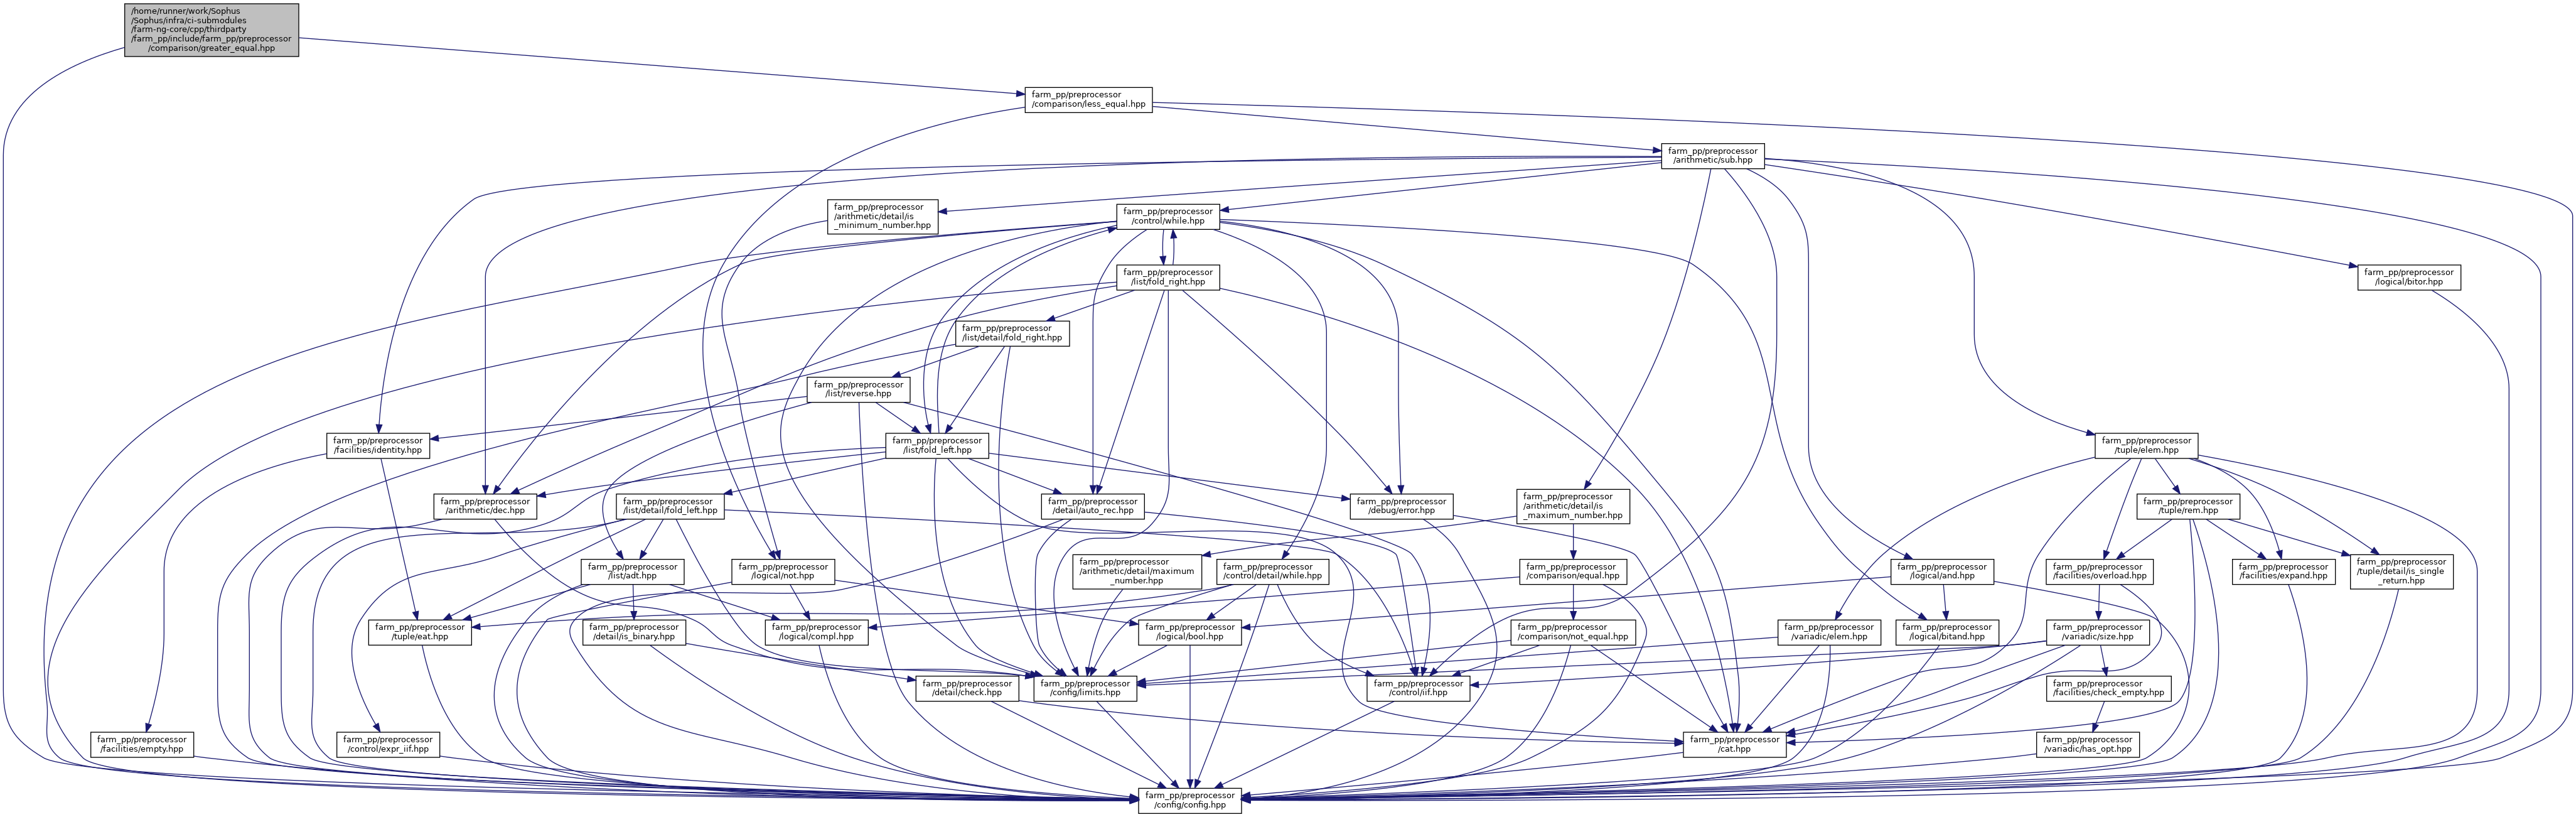 /home/runner/work/Sophus
/Sophus/infra/ci-submodules
/farm-ng-core/cpp/thirdparty
/farm_pp/include/farm_pp/preprocessor
/comparison/greater_equal.hpp
farm_pp/preprocessor
/comparison/less_equal.hpp
farm_pp/preprocessor
/arithmetic/sub.hpp
farm_pp/preprocessor
/arithmetic/detail/is
_minimum_number.hpp
farm_pp/preprocessor
/control/while.hpp
farm_pp/preprocessor
/list/fold_right.hpp
farm_pp/preprocessor
/logical/bitor.hpp
farm_pp/preprocessor
/list/detail/fold_right.hpp
farm_pp/preprocessor
/list/reverse.hpp
farm_pp/preprocessor
/facilities/identity.hpp
farm_pp/preprocessor
/list/fold_left.hpp
farm_pp/preprocessor
/tuple/elem.hpp
farm_pp/preprocessor
/arithmetic/dec.hpp
farm_pp/preprocessor
/list/detail/fold_left.hpp
farm_pp/preprocessor
/detail/auto_rec.hpp
farm_pp/preprocessor
/debug/error.hpp
farm_pp/preprocessor
/arithmetic/detail/is
_maximum_number.hpp
farm_pp/preprocessor
/tuple/rem.hpp
farm_pp/preprocessor
/list/adt.hpp
farm_pp/preprocessor
/logical/not.hpp
farm_pp/preprocessor
/arithmetic/detail/maximum
_number.hpp
farm_pp/preprocessor
/control/detail/while.hpp
farm_pp/preprocessor
/comparison/equal.hpp
farm_pp/preprocessor
/logical/and.hpp
farm_pp/preprocessor
/facilities/overload.hpp
farm_pp/preprocessor
/facilities/expand.hpp
farm_pp/preprocessor
/tuple/detail/is_single
_return.hpp
farm_pp/preprocessor
/tuple/eat.hpp
farm_pp/preprocessor
/detail/is_binary.hpp
farm_pp/preprocessor
/logical/compl.hpp
farm_pp/preprocessor
/logical/bool.hpp
farm_pp/preprocessor
/comparison/not_equal.hpp
farm_pp/preprocessor
/variadic/elem.hpp
farm_pp/preprocessor
/logical/bitand.hpp
farm_pp/preprocessor
/variadic/size.hpp
farm_pp/preprocessor
/detail/check.hpp
farm_pp/preprocessor
/config/limits.hpp
farm_pp/preprocessor
/control/iif.hpp
farm_pp/preprocessor
/facilities/check_empty.hpp
farm_pp/preprocessor
/facilities/empty.hpp
farm_pp/preprocessor
/control/expr_iif.hpp
farm_pp/preprocessor
/cat.hpp
farm_pp/preprocessor
/variadic/has_opt.hpp
farm_pp/preprocessor
/config/config.hpp